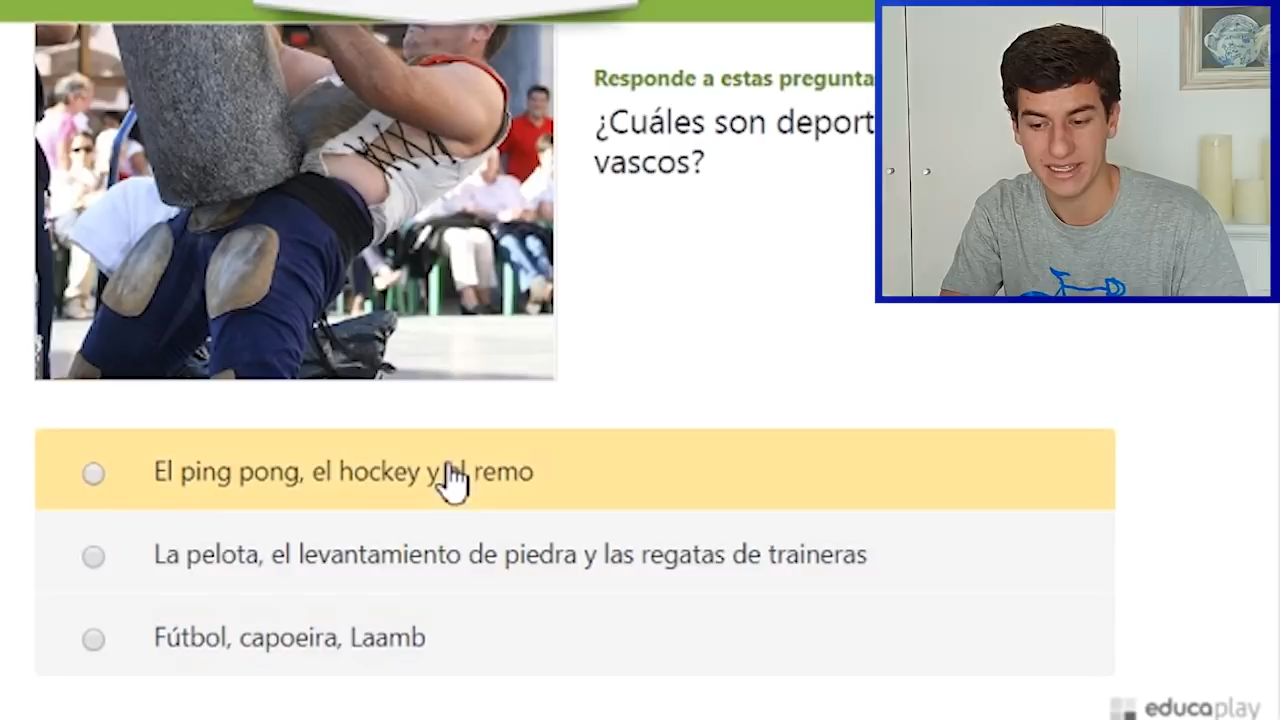 Responde a estas pregunta
¿Cuáles son deport
vascos?
El ping pong, el hockey y el remo
La pelota, el levantamiento de piedra y las regatas de traineras
Fútbol, capoeira, Laamb
educaplay